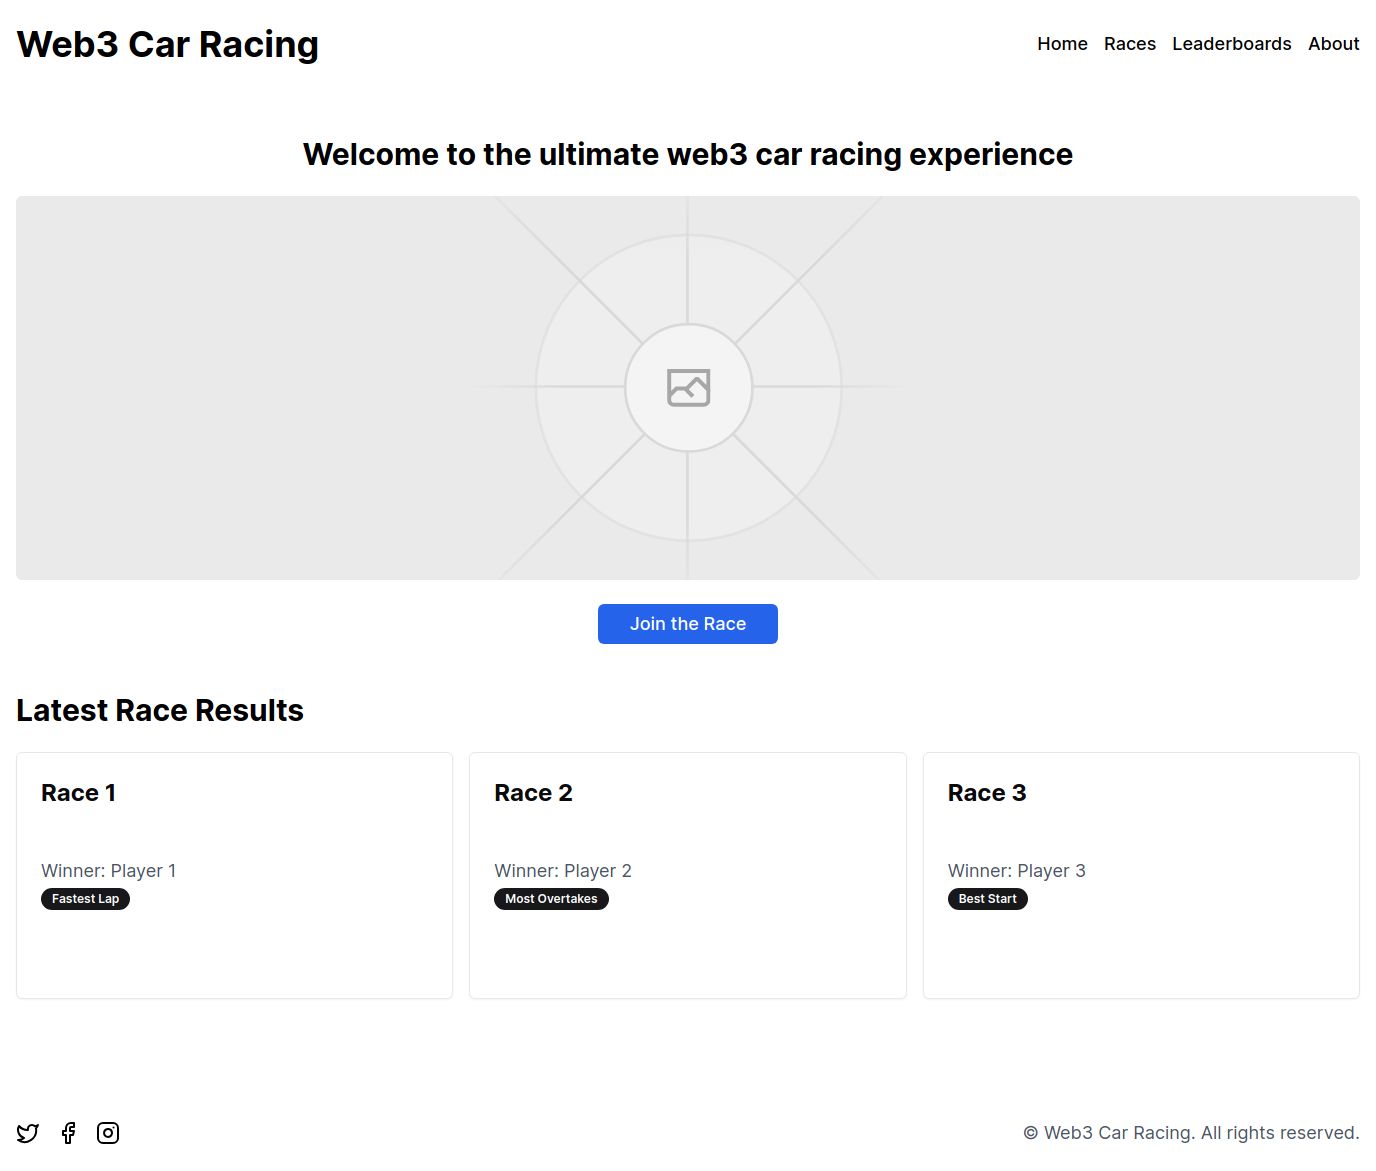 Web3 Car Racing
Home Races Leaderboards About
Welcome to the ultimate web3 car racing experience
Join the Race
Latest Race Results
Race 1
Winner: Player 1
Fastest Lap
Race 2
Winner: Player 2
Most Overtakes
Race 3
Winner: Player 3
Best Start
© Web3 Car Racing. All rights reserved.